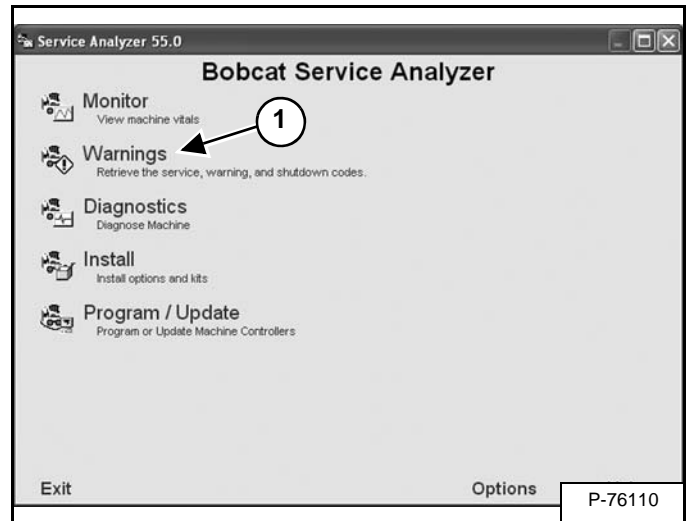 Service Analyzer 55.0
Bobcat Service Analyzer
Monitor
View machine vitals
1
Warnings
Retrieve the service, warning, and shutdown codes.
Diagnostics
Diagnose Machine
Install
Install options and kits
Program / Update
Program or Update Machine Controllers
Exit
Options
P-76110